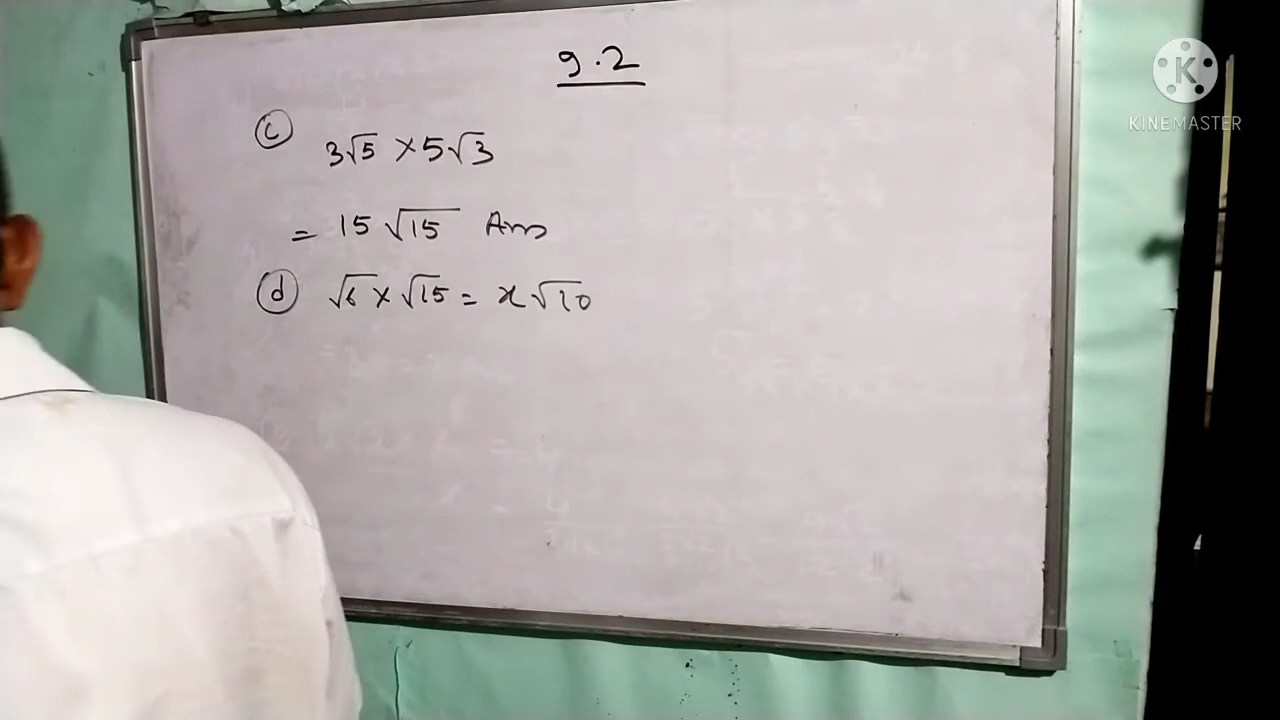 9.2
(c) 3√5 × 5√3
= 15 √15 Ans
(d) √6 × √15 = x√10
K
KINEMASTER